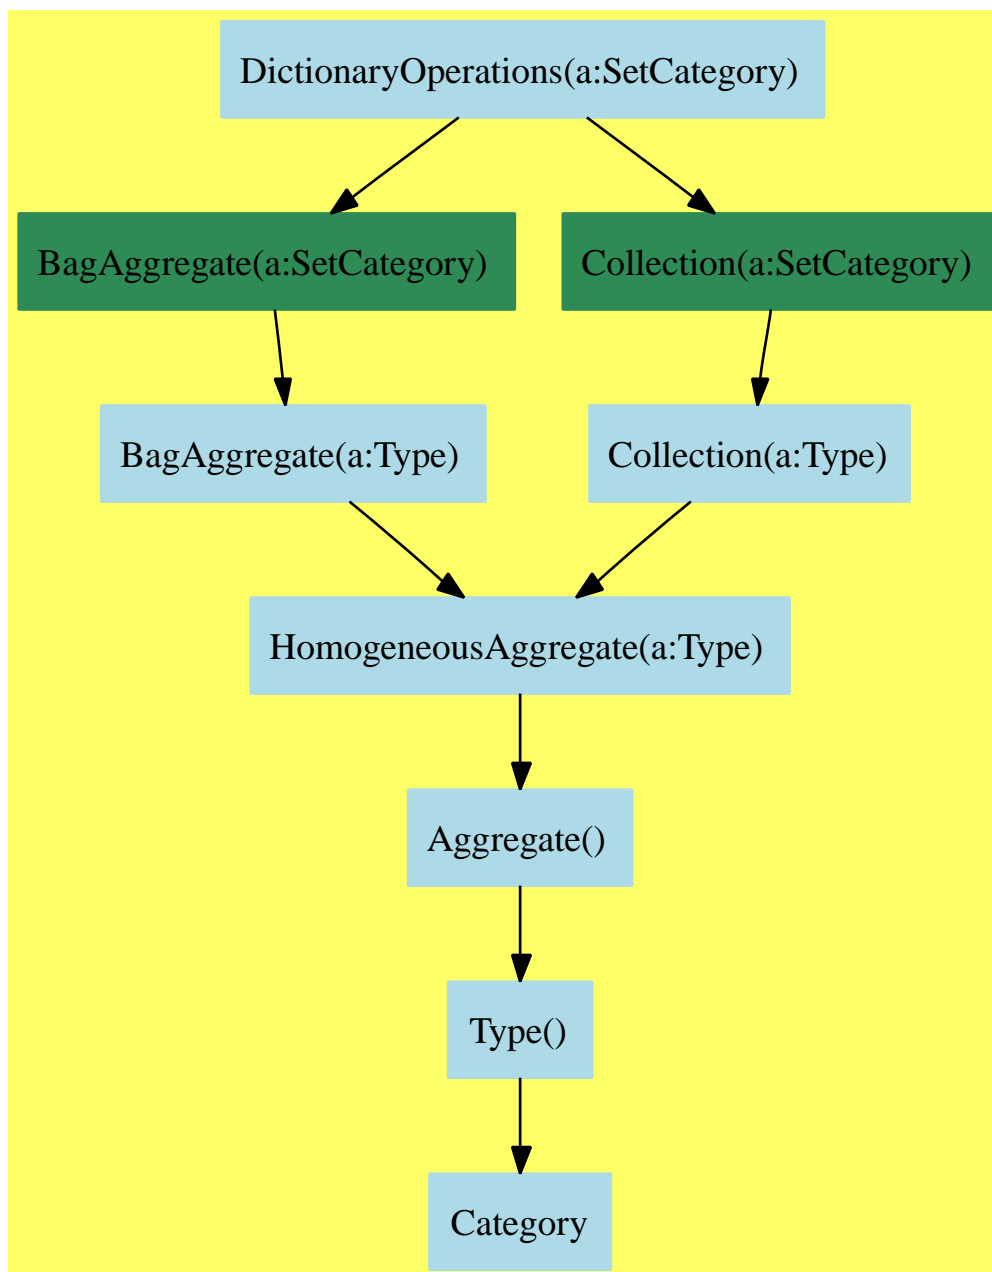 DictionaryOperations(a:SetCategory)
BagAggregate(a:SetCategory)
Collection(a:SetCategory)
BagAggregate(a:Type)
Collection(a:Type)
HomogeneousAggregate(a:Type)
Aggregate()
Type()
Category